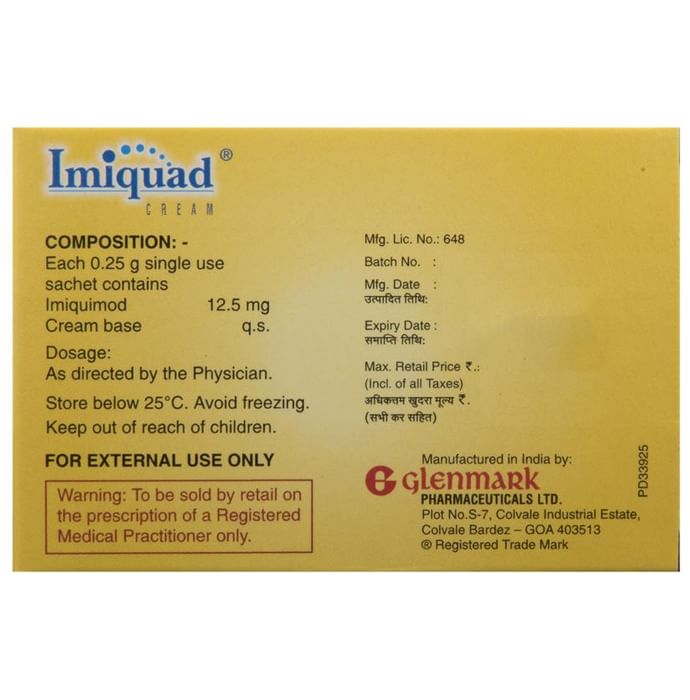 Imiquad ®
CREAM
COMPOSITION: -
Each 0.25 g single use
sachet contains
Imiquimod 12.5 mg
Cream base q.s.
Dosage:
As directed by the Physician.
Store below 25°C. Avoid freezing.
Keep out of reach of children.
FOR EXTERNAL USE ONLY
Warning: To be sold by retail on
the prescription of a Registered
Medical Practitioner only.
Mfg. Lic. No.: 648
Batch No. :
Mfg. Date :
उत्पादित तिथि:
Expiry Date :
समाप्ति तिथि:
Max. Retail Price ₹.:
(Incl. of all Taxes)
अधिकतम खुदरा मूल्य ₹.
(सभी कर सहित)
Manufactured in India by:
G glenmark
PHARMACEUTICALS LTD.
Plot No.S-7, Colvale Industrial Estate,
Colvale Bardez – GOA 403513
® Registered Trade Mark
PD33925